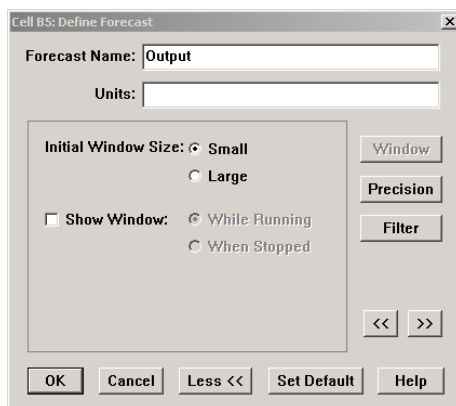 Cell B5: Define Forecast
Forecast Name: Output
Units:
Initial Window Size: Small
Large
Window
Precision
Show Window: While Running
When Stopped
Filter
<< >>
OK Cancel Less << Set Default Help